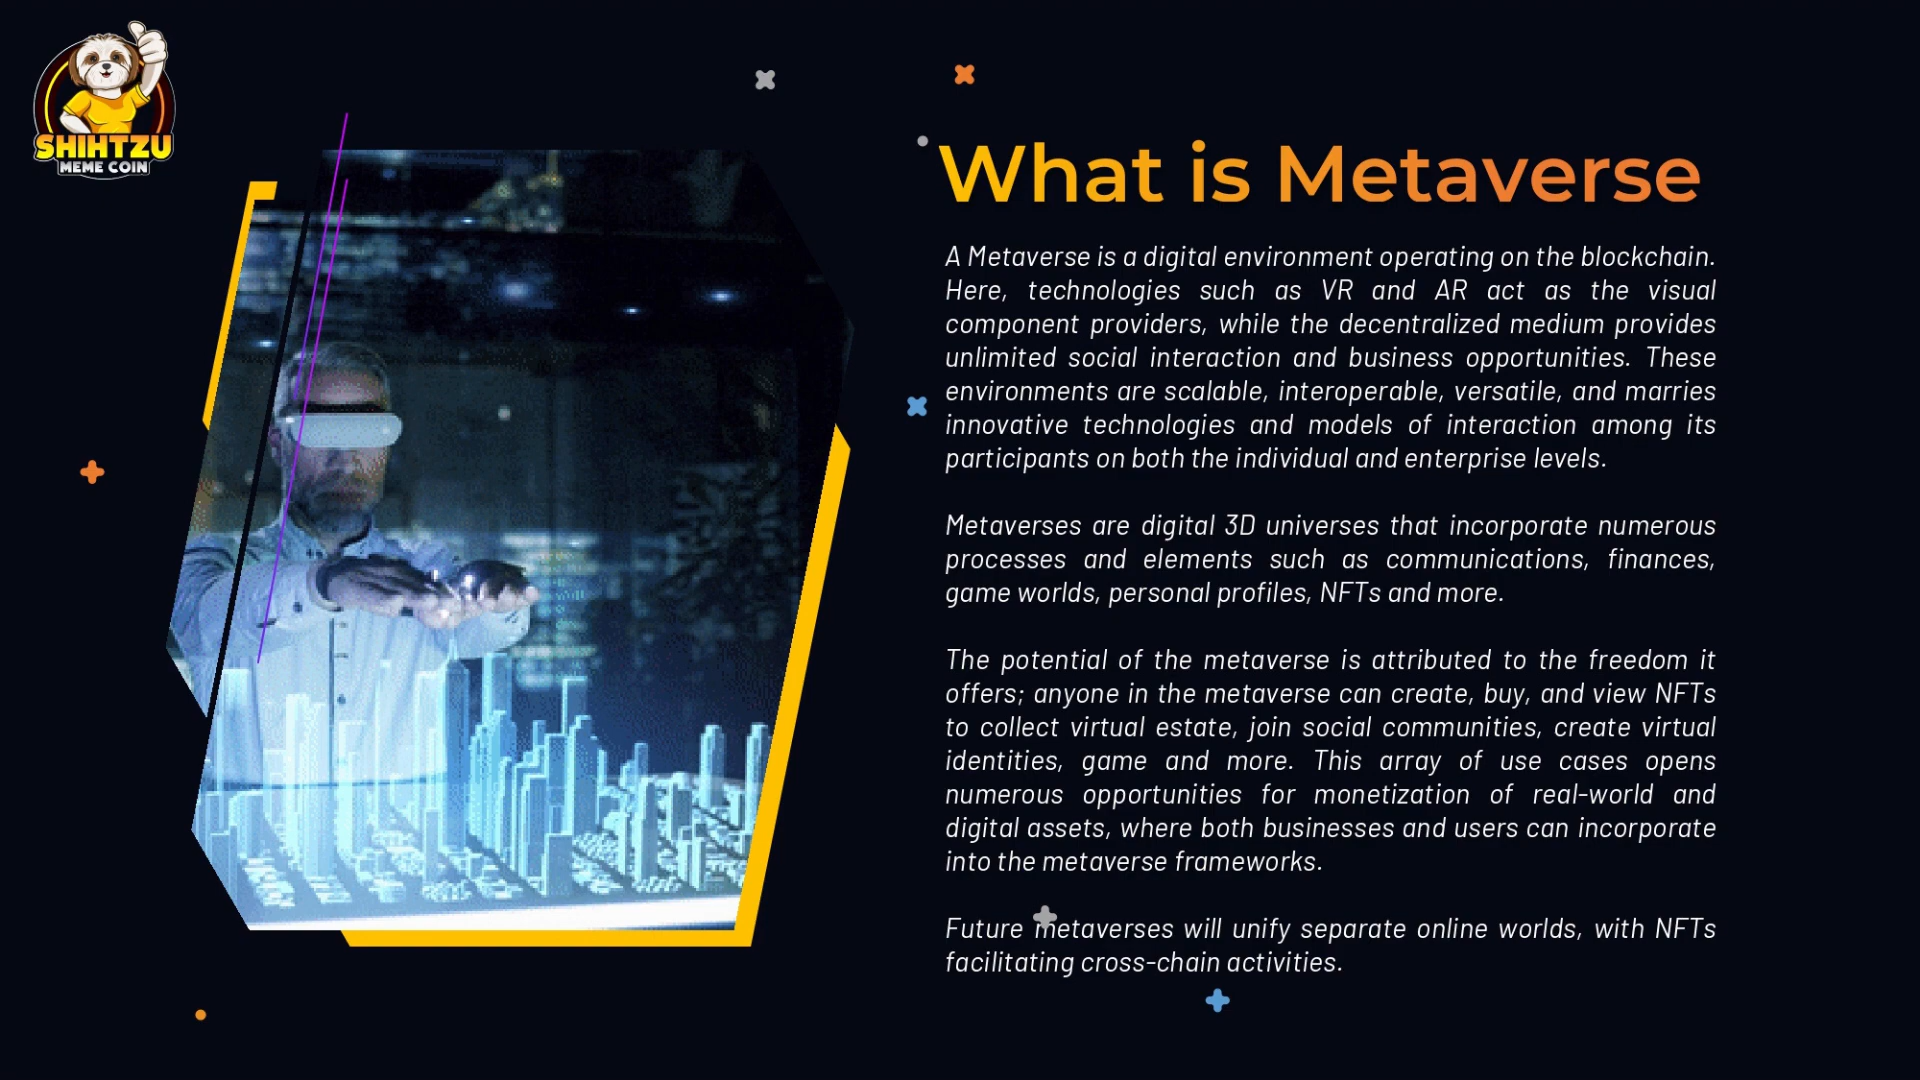 SHIHTZU
MEME COIN
What is Metaverse
A Metaverse is a digital environment operating on the blockchain.
Here, technologies such as VR and AR act as the visual
component providers, while the decentralized medium provides
unlimited social interaction and business opportunities. These
environments are scalable, interoperable, versatile, and marries
innovative technologies and models of interaction among its
participants on both the individual and enterprise levels.
Metaverses are digital 3D universes that incorporate numerous
processes and elements such as communications, finances,
game worlds, personal profiles, NFTs and more.
The potential of the metaverse is attributed to the freedom it
offers; anyone in the metaverse can create, buy, and view NFTs
to collect virtual estate, join social communities, create virtual
identities, game and more. This array of use cases opens
numerous opportunities for monetization of real-world and
digital assets, where both businesses and users can incorporate
into the metaverse frameworks.
Future metaverses will unify separate online worlds, with NFTs
facilitating cross-chain activities.